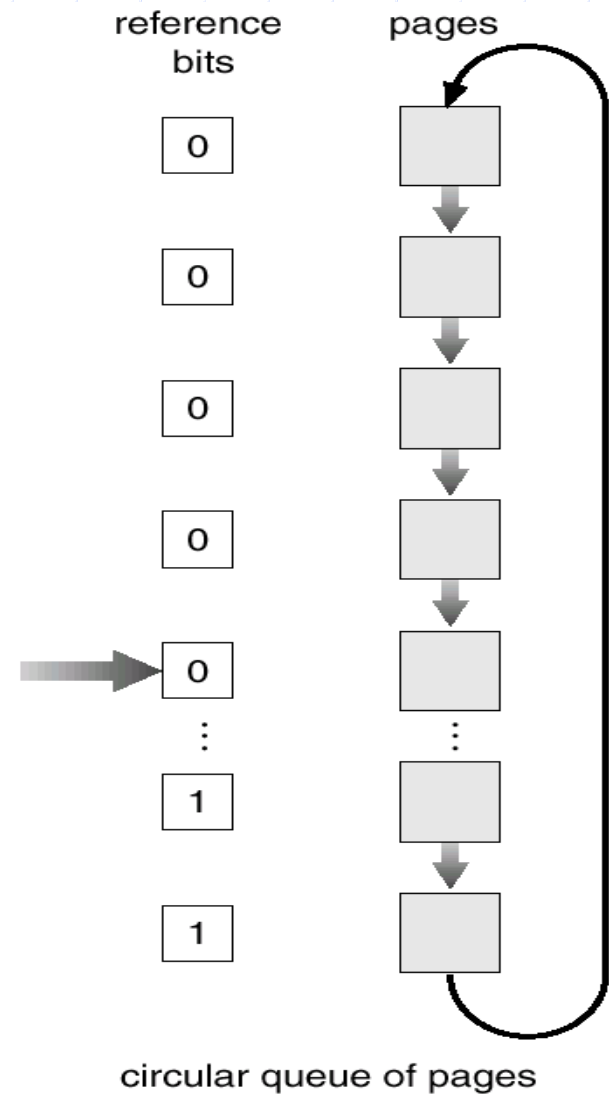 reference bits
pages
0
0
0
0
0
⋮ ⋮
1
1
circular queue of pages